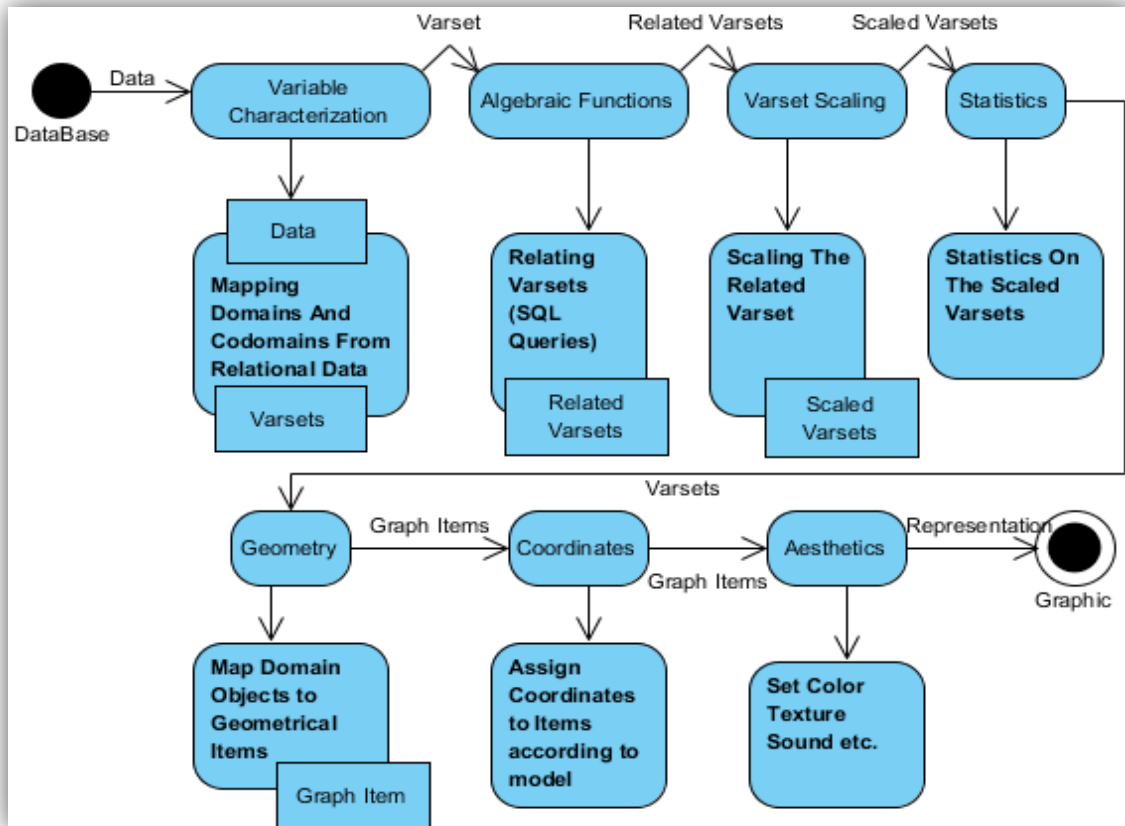 Varset
Related Varsets
Scaled Varsets
Data
DataBase
Variable
Characterization
Algebraic Functions
Varset Scaling
Statistics
Data
Mapping
Domains And
Codomains From
Relational Data
Varsets
Relating
Varsets
(SQL
Queries)
Related
Varsets
Scaling The
Related
Varset
Scaled
Varsets
Statistics On
The Scaled
Varsets
Varsets
Geometry
Graph Items
Coordinates
Graph Items
Aesthetics
Representation
Graphic
Map Domain
Objects to
Geometrical
Items
Graph Item
Assign
Coordinates
to Items
according to
model
Set Color
Texture
Sound etc.